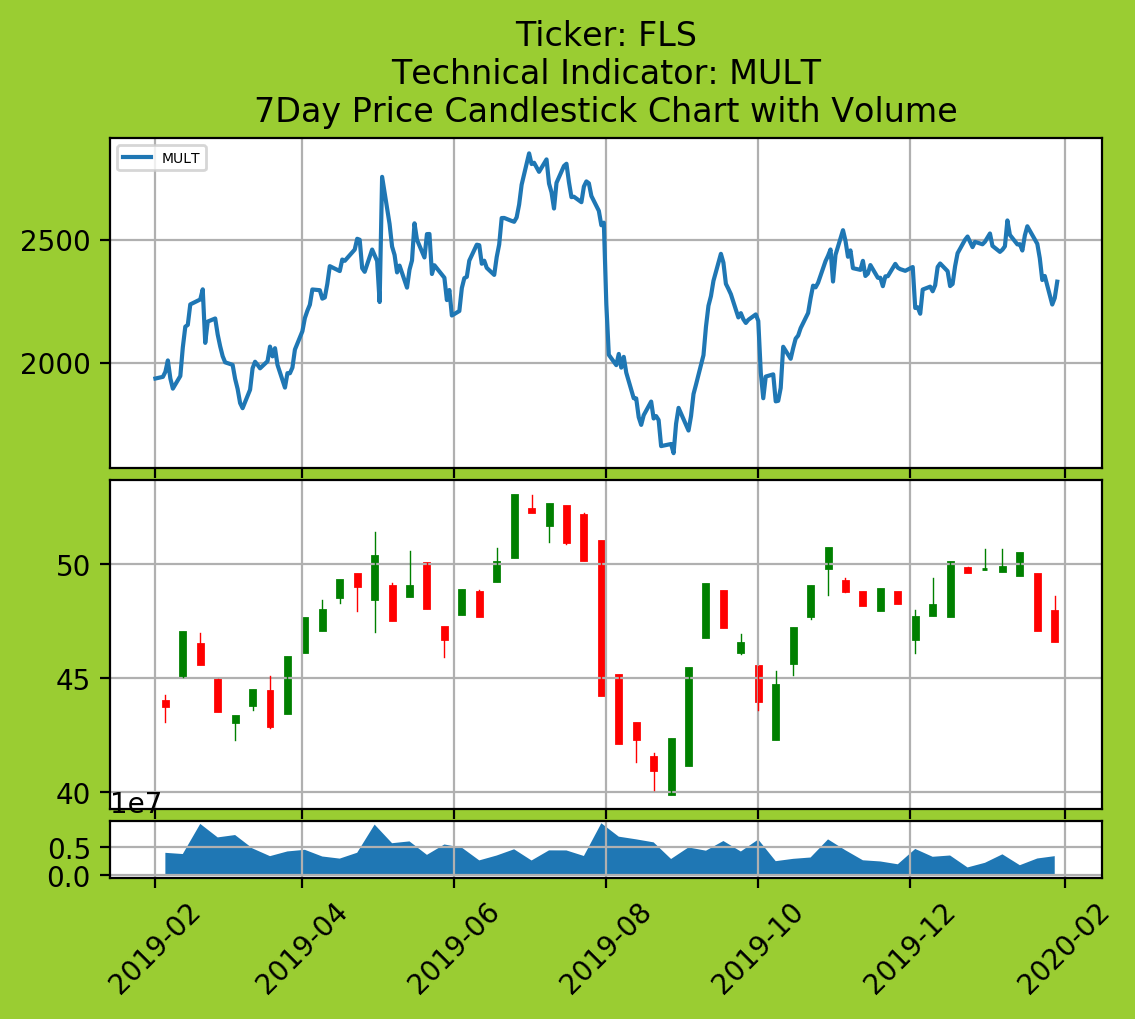 Ticker: FLS
Technical Indicator: MULT
7Day Price Candlestick Chart with Volume
MULT
2500
2000
50
45
40
1e7
0.5
0.0
2019-02
2019-04
2019-06
2019-08
2019-10
2019-12
2020-02